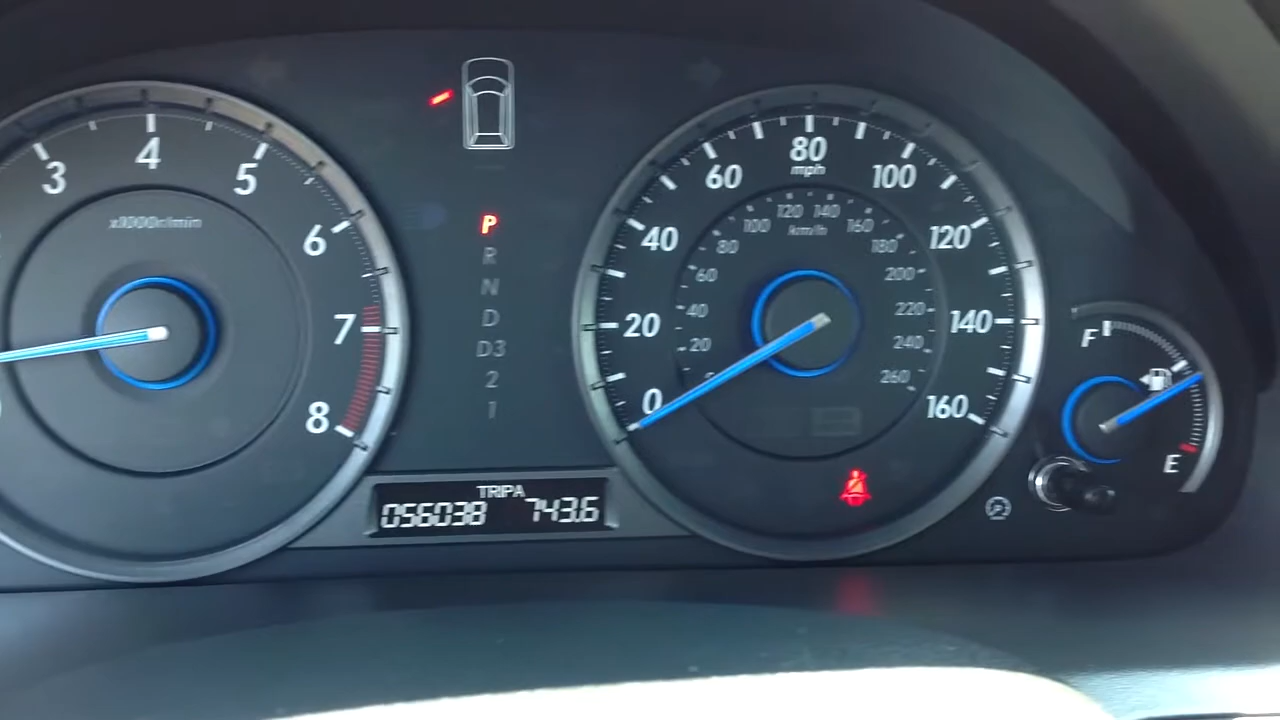 3 4 5 6 7 8
x1000r/min
P
R
N
D
D3
2
1
TRIPA
056038 743.6
0 20 40 60 80 100 120 140 160
mph
20 40 60 80 100 120 140 160 180 200 220 240 260
km/h
F
E